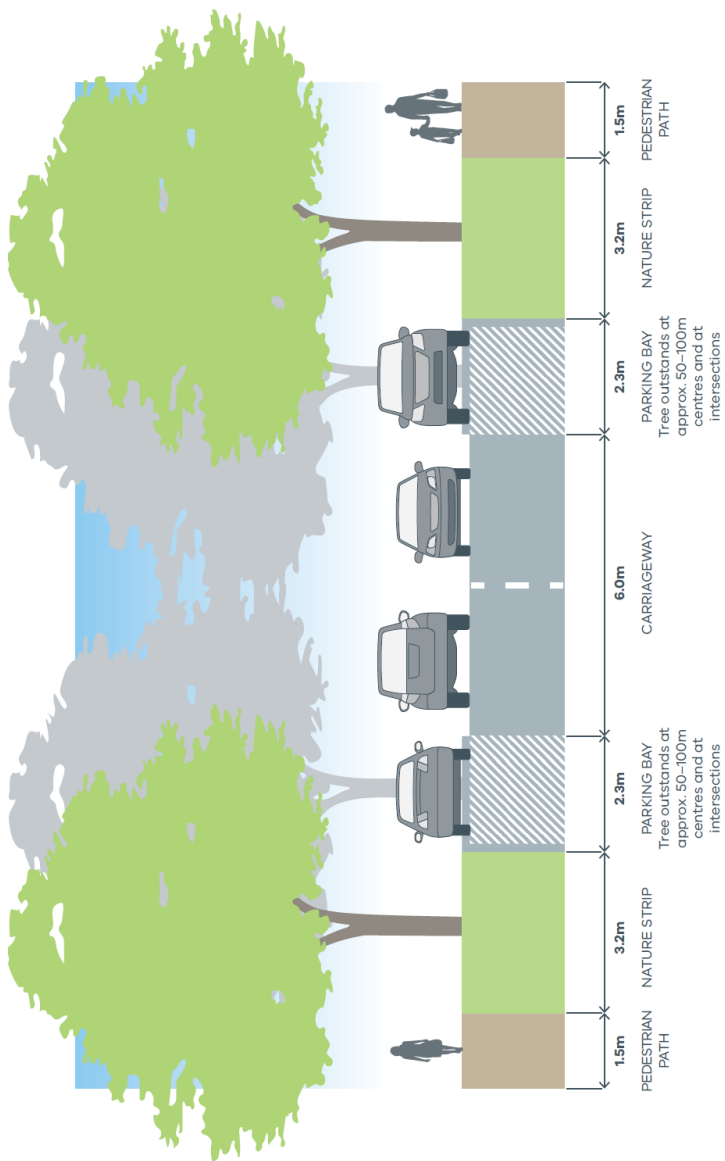 1.5m
PEDESTRIAN
PATH
3.2m
NATURE STRIP
2.3m
PARKING BAY
Tree outstands at
approx. 50–100m
centres and at
intersections
6.0m
CARRIAGEWAY
2.3m
PARKING BAY
Tree outstands at
approx. 50–100m
centres and at
intersections
3.2m
NATURE STRIP
1.5m
PEDESTRIAN
PATH